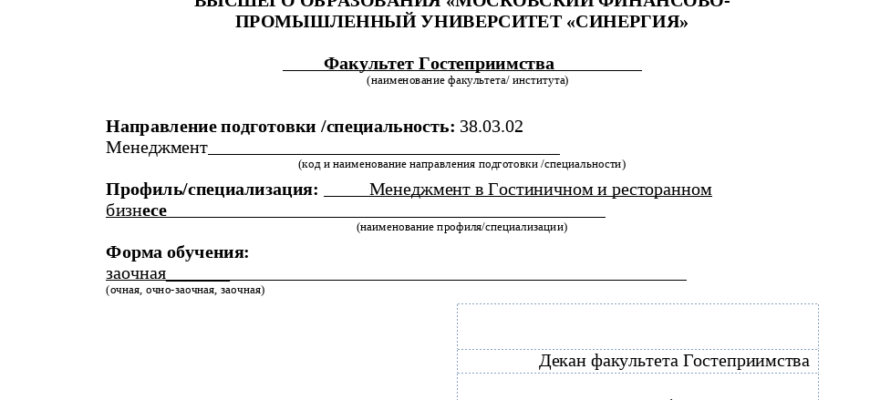 ВЫСШЕГО ОБРАЗОВАНИЯ «МОСКОВСКИЙ ФИНАНСОВО-
ПРОМЫШЛЕННЫЙ УНИВЕРСИТЕТ «СИНЕРГИЯ»
Факультет Гостеприимства
(наименование факультета/ института)
Направление подготовки /специальность: 38.03.02
Менеджмент
(код и наименование направления подготовки /специальности)
Профиль/специализация: Менеджмент в Гостиничном и ресторанном
бизнесе
(наименование профиля/специализации)
Форма обучения:
заочная
(очная, очно-заочная, заочная)
Декан факультета Гостеприимства